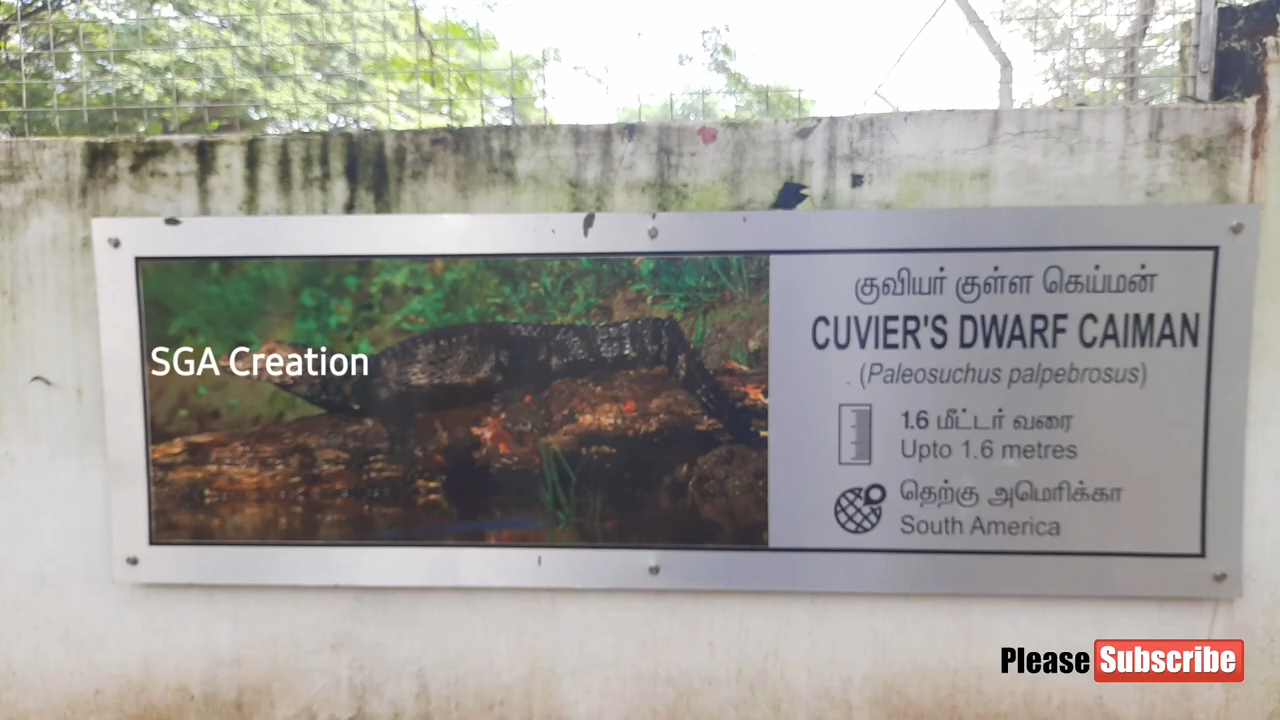 குவியர் குள்ள கெய்மன்
CUVIER'S DWARF CAIMAN
(Paleosuchus palpebrosus)
1.6 மீட்டர் வரை
Upto 1.6 metres
தெற்கு அமெரிக்கா
South America
SGA Creation
Please Subscribe